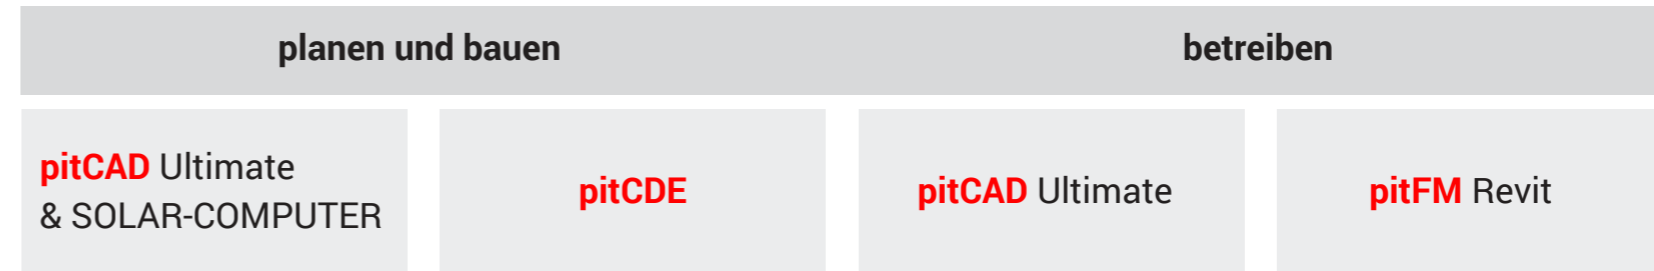 planen und bauen
betreiben
pitCAD Ultimate
& SOLAR-COMPUTER
pitCDE
pitCAD Ultimate
pitFM Revit